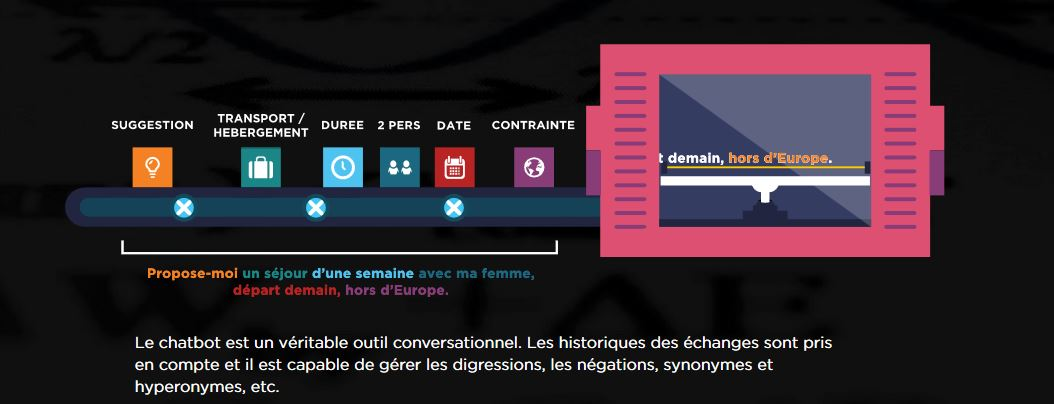 λ/2
SUGGESTION
TRANSPORT /
HEBERGEMENT
DUREE
2 PERS
DATE
CONTRAINTE
t demain, hors d'Europe.
Propose-moi un séjour d'une semaine avec ma femme,
départ demain, hors d'Europe.
Le chatbot est un véritable outil conversationnel. Les historiques des échanges sont pris
en compte et il est capable de gérer les digressions, les négations, synonymes et
hyperonymes, etc.